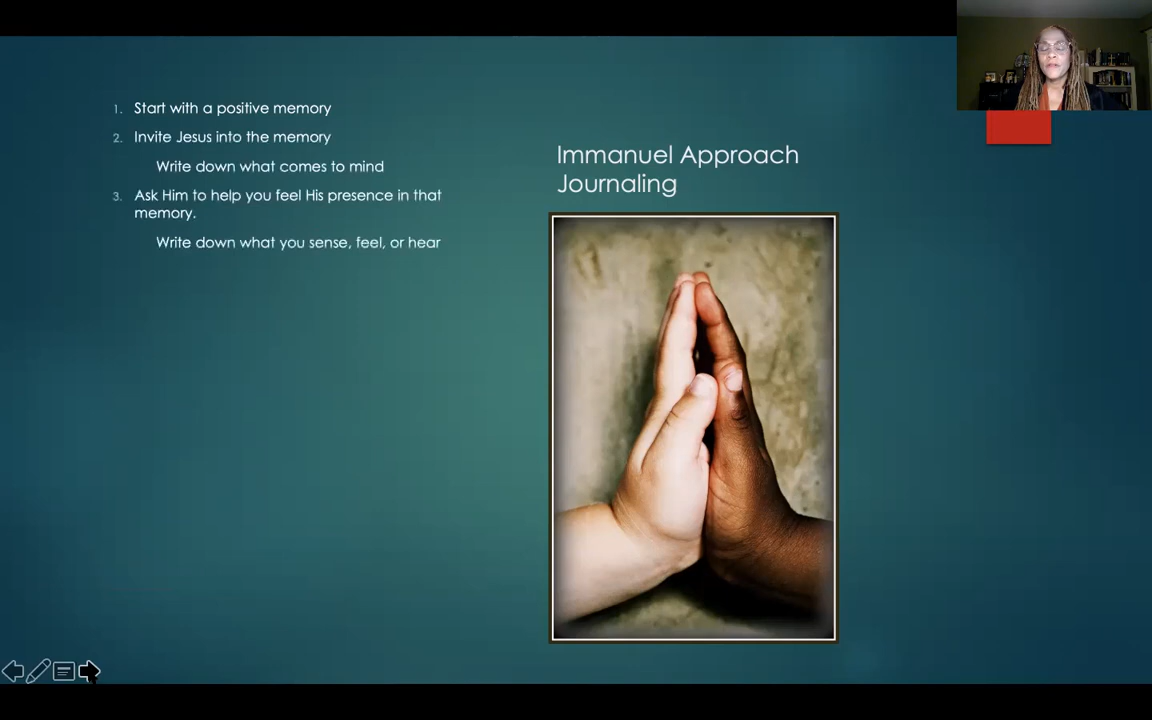 1. Start with a positive memory
2. Invite Jesus into the memory
Write down what comes to mind
3. Ask Him to help you feel His presence in that
memory.
Write down what you sense, feel, or hear
Immanuel Approach
Journaling